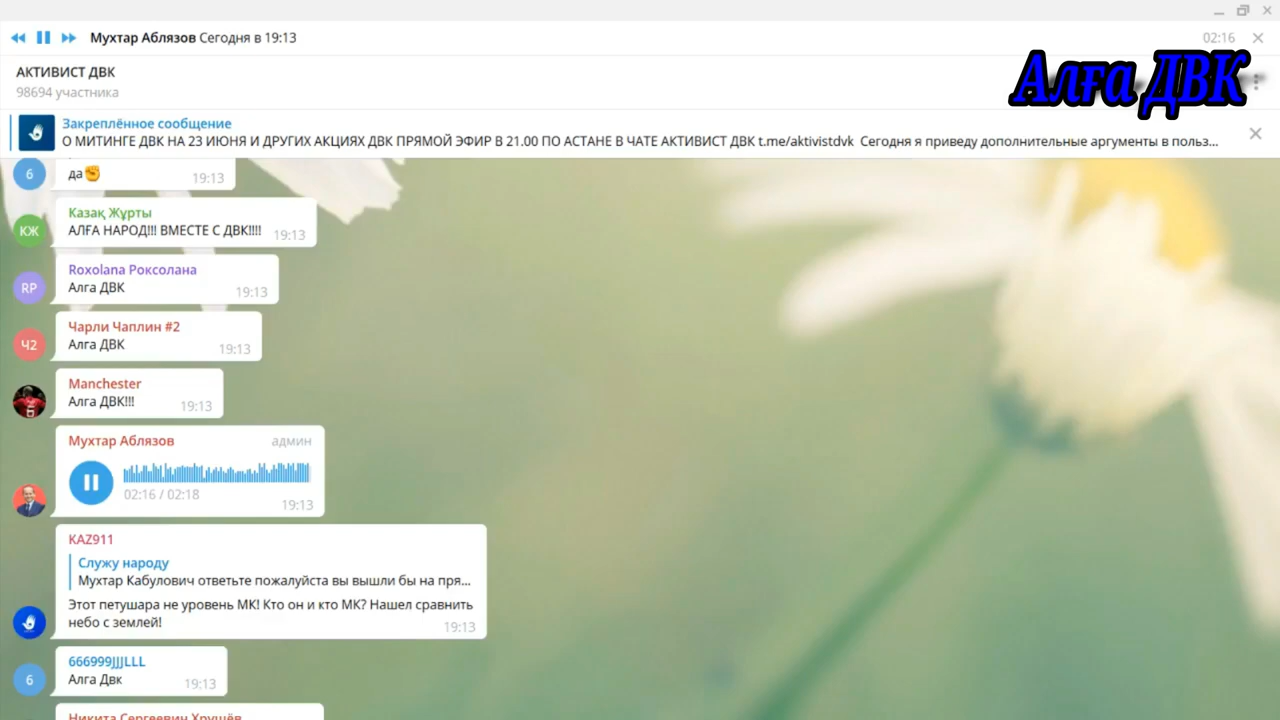 Мухтар Аблязов Сегодня в 19:13
02:16
АКТИВИСТ ДВК
98694 участника
Алға ДВК
Закреплённое сообщение
О МИТИНГЕ ДВК НА 23 ИЮНЯ И ДРУГИХ АКЦИЯХ ДВК ПРЯМОЙ ЭФИР В 21.00 ПО АСТАНЕ В ЧАТЕ АКТИВИСТ ДВК t.me/aktivistdvk Сегодня я приведу дополнительные аргументы в польз...
6
да✊
19:13
Казақ Жұрты
КЖ
АЛҒА НАРОД!!! ВМЕСТЕ С ДВК!!!!
19:13
Roxolana Роксолана
RP
Алга ДВК
19:13
Чарли Чаплин #2
Ч2
Алга ДВК
19:13
Manchester
Алга ДВК!!!
19:13
Мухтар Аблязов
админ
02:16 / 02:18
19:13
KAZ911
Служу народу
Мухтар Кабулович ответьте пожалуйста вы вышли бы на пря...
Этот петушара не уровень МК! Кто он и кто МК? Нашел сравнить
небо с землей!
19:13
666999JJJLLL
6
Алга Двк
19:13
Никита Сергеевич Хрущёв